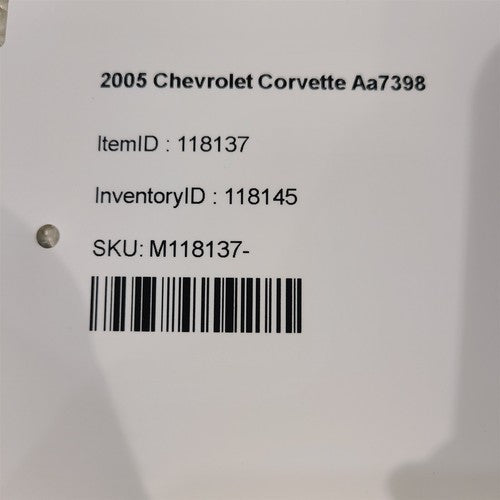 2005 Chevrolet Corvette Aa7398
ItemID : 118137
InventoryID : 118145
SKU: M118137-